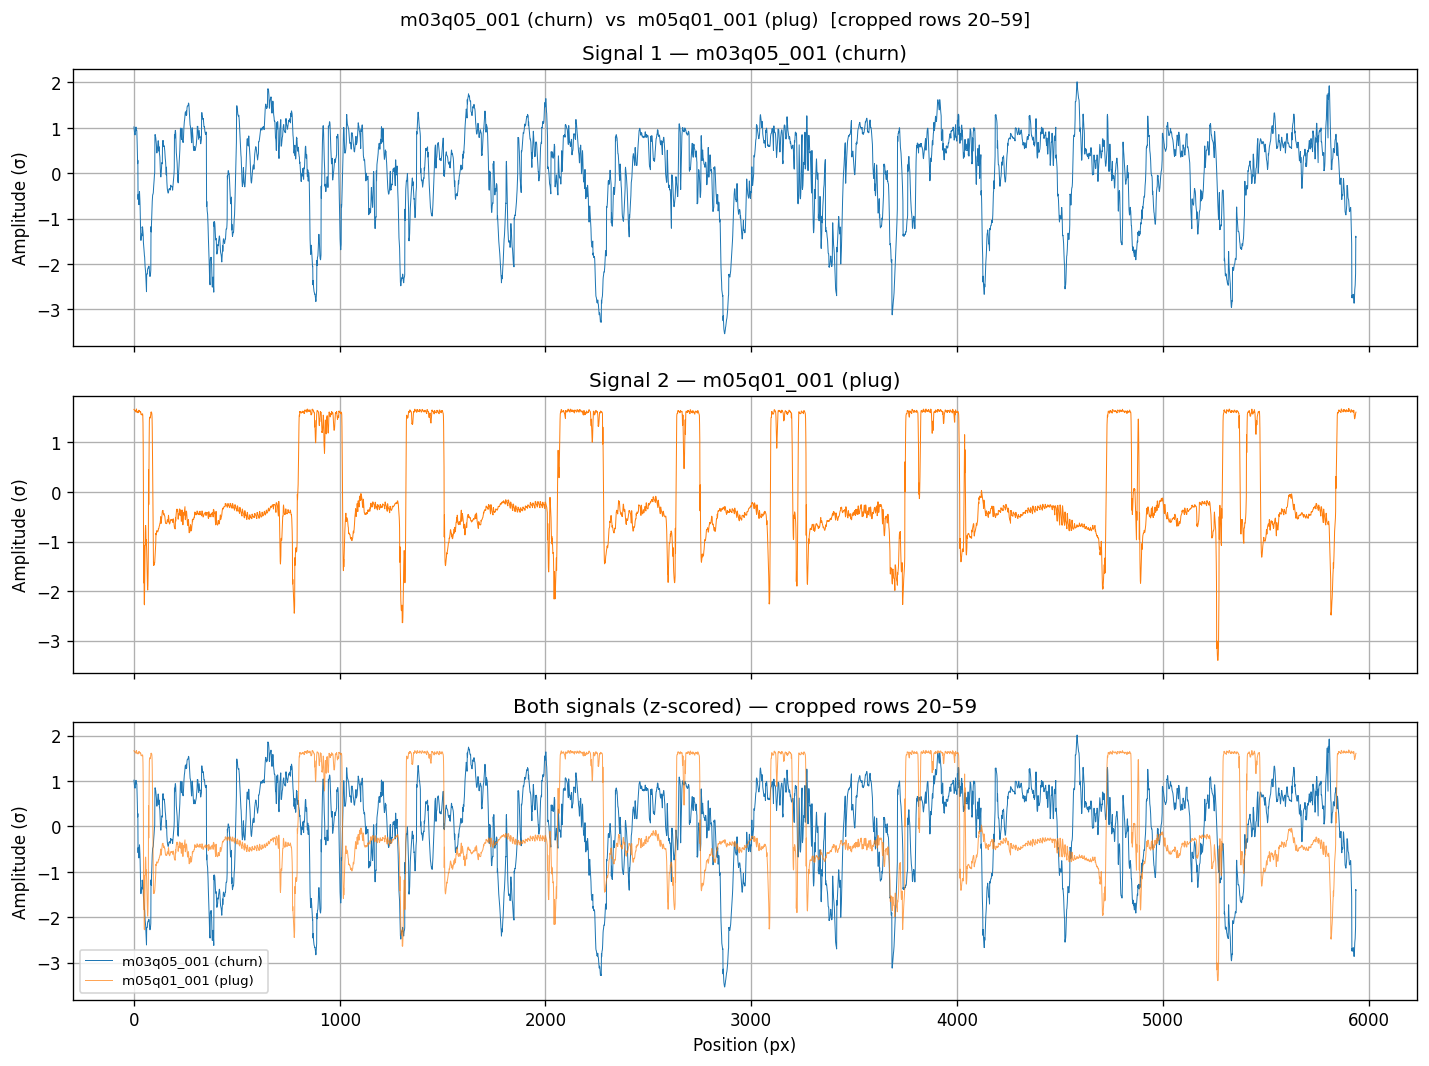 m03q05_001 (churn)  vs  m05q01_001 (plug)  [cropped rows 20–59]
Signal 1 — m03q05_001 (churn)
2
1
0
−1
−2
−3
Amplitude (σ)
Signal 2 — m05q01_001 (plug)
1
0
−1
−2
−3
Amplitude (σ)
Both signals (z-scored) — cropped rows 20–59
2
1
0
−1
−2
−3
Amplitude (σ)
m03q05_001 (churn)
m05q01_001 (plug)
0 1000 2000 3000 4000 5000 6000
Position (px)